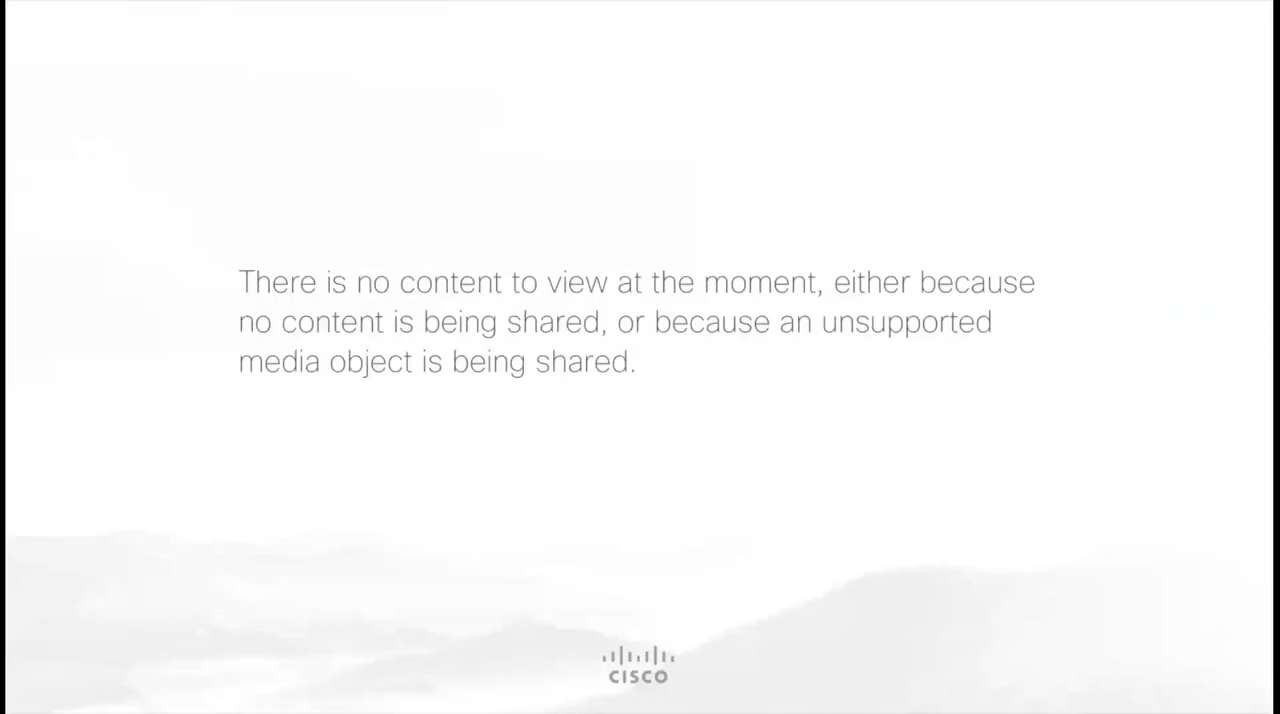 There is no content to view at the moment, either because
no content is being shared, or because an unsupported
media object is being shared.
CISCO